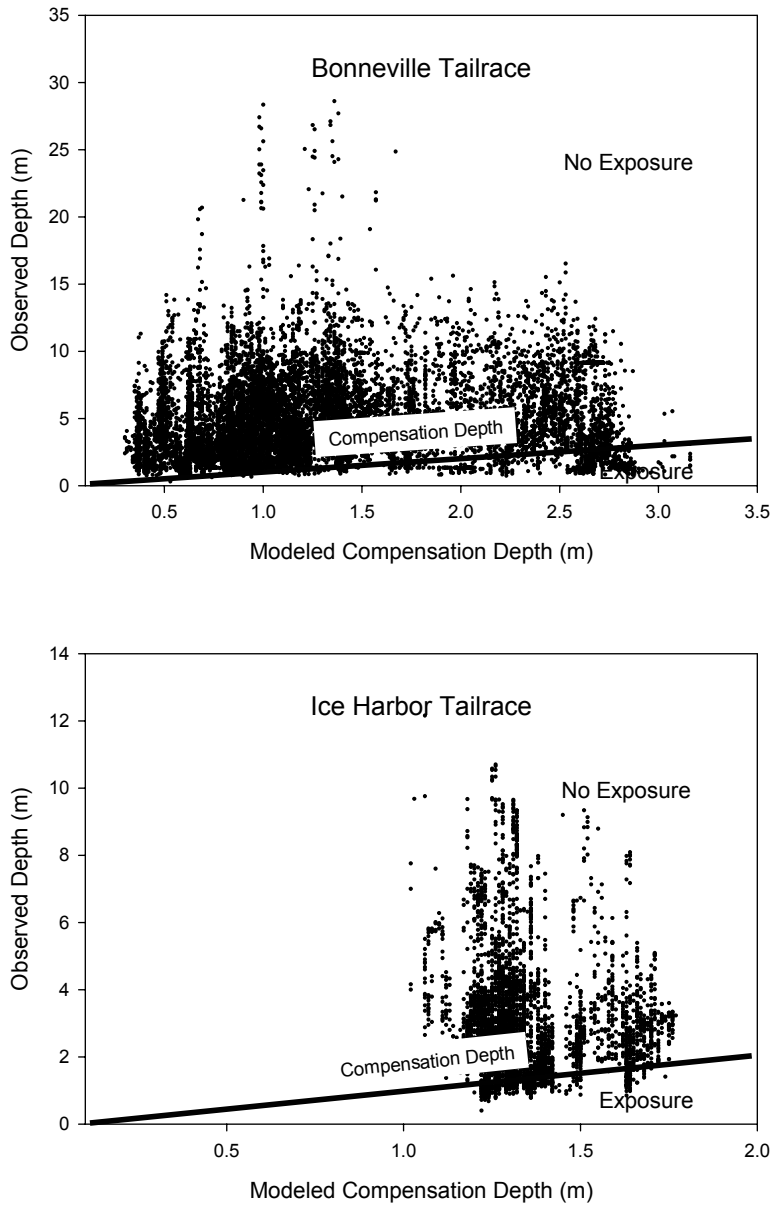 35
30
25
20
15
10
5
0
Observed Depth (m)
Bonneville Tailrace
No Exposure
Compensation Depth
Exposure
0.5 1.0 1.5 2.0 2.5 3.0 3.5
Modeled Compensation Depth (m)
14
12
10
8
6
4
2
0
Observed Depth (m)
Ice Harbor Tailrace
No Exposure
Compensation Depth
Exposure
0.5 1.0 1.5 2.0
Modeled Compensation Depth (m)